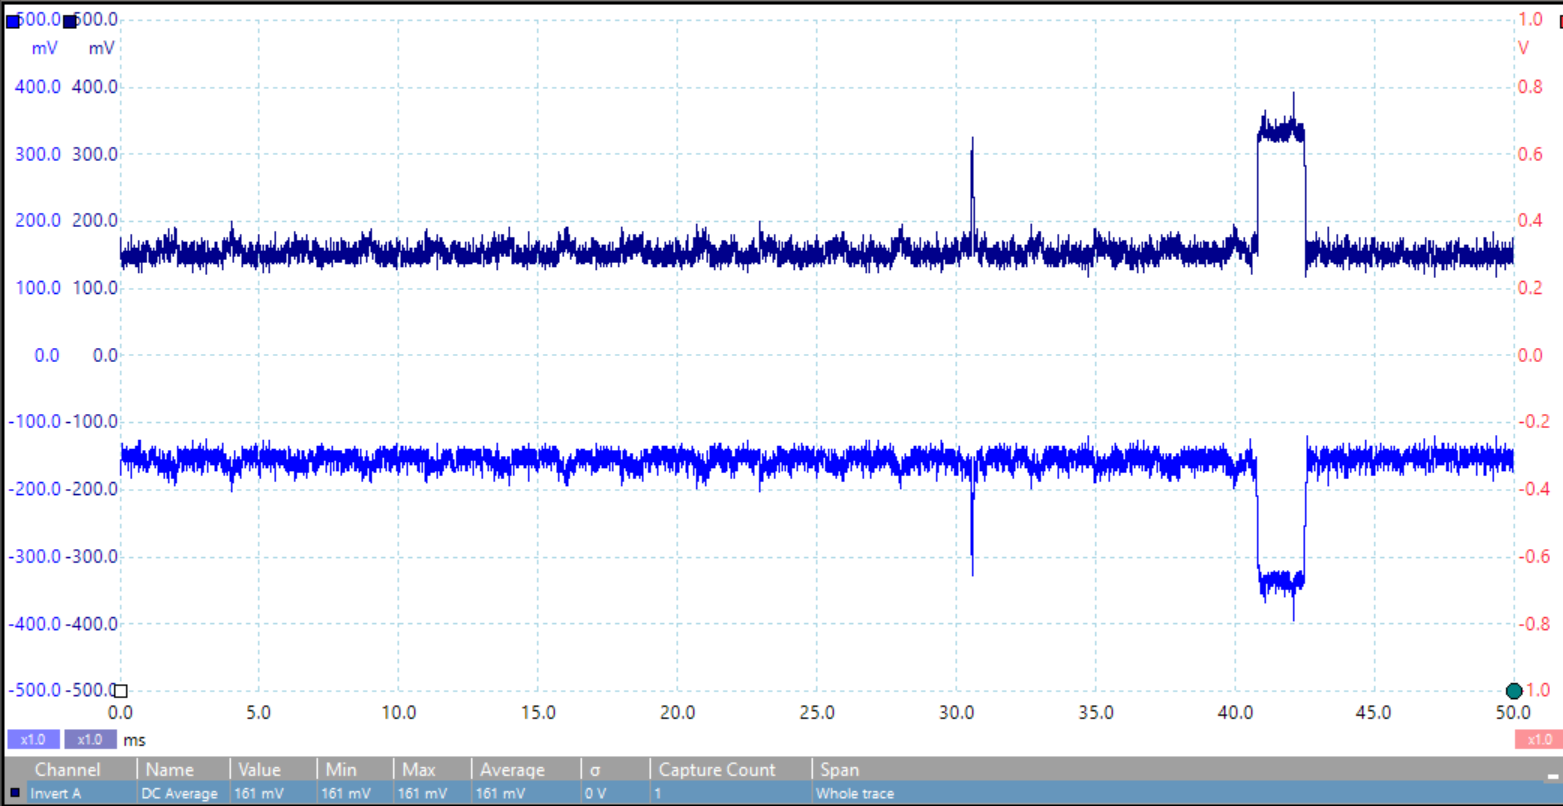 500.0 500.0 1.0
mV mV V
400.0 400.0 0.8
300.0 300.0 0.6
200.0 200.0 0.4
100.0 100.0 0.2
0.0 0.0 0.0
-100.0 -100.0 -0.2
-200.0 -200.0 -0.4
-300.0 -300.0 -0.6
-400.0 -400.0 -0.8
-500.0 -500.0 1.0
0.0 5.0 10.0 15.0 20.0 25.0 30.0 35.0 40.0 45.0 50.0
x1.0 x1.0 ms x1.0
Channel Name Value Min Max Average σ Capture Count Span
Invert A DC Average 161 mV 161 mV 161 mV 161 mV 0 V 1 Whole trace